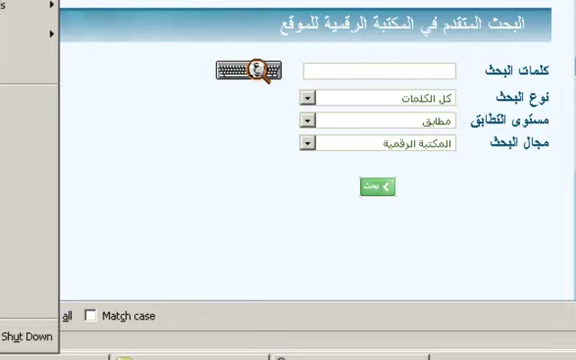 البحث المتقدم في المكتبة الرقمية للموقع
كلمات البحث
نوع البحث
كل الكلمات
مستوى التطابق
مطابق
مجال البحث
المكتبة الرقمية
بحث
all
Match case
Shut Down